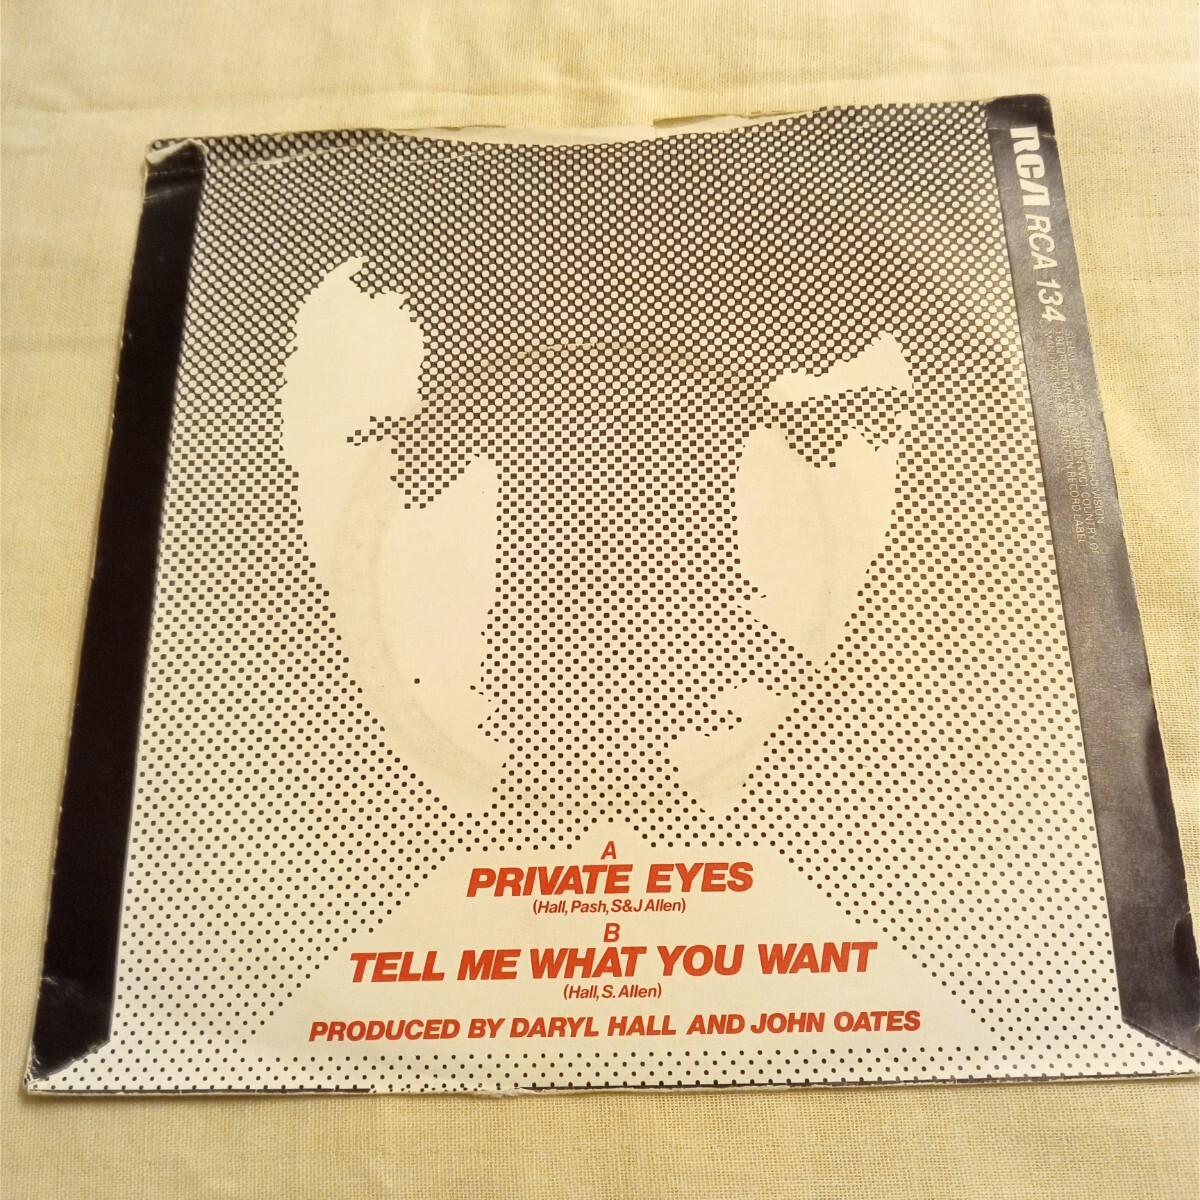 RCA RCA 134
A
PRIVATE EYES
(Hall, Pash, S&J Allen)
B
TELL ME WHAT YOU WANT
(Hall, S. Allen)
PRODUCED BY DARYL HALL AND JOHN OATES